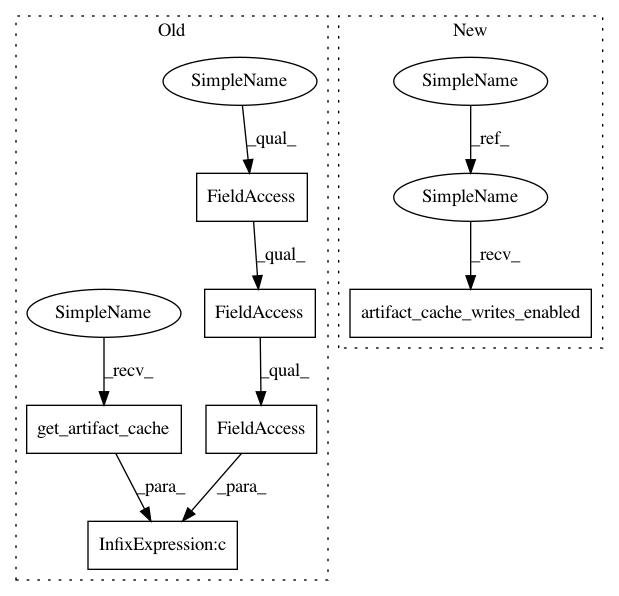 Old
New
SimpleName
SimpleName
_qual_
_ref_
FieldAccess
SimpleName
_qual_
_recv_
SimpleName
FieldAccess
artifact_cache_writes_enabled
_recv_
_qual_
get_artifact_cache
FieldAccess
_para_
_para_
InfixExpression:c